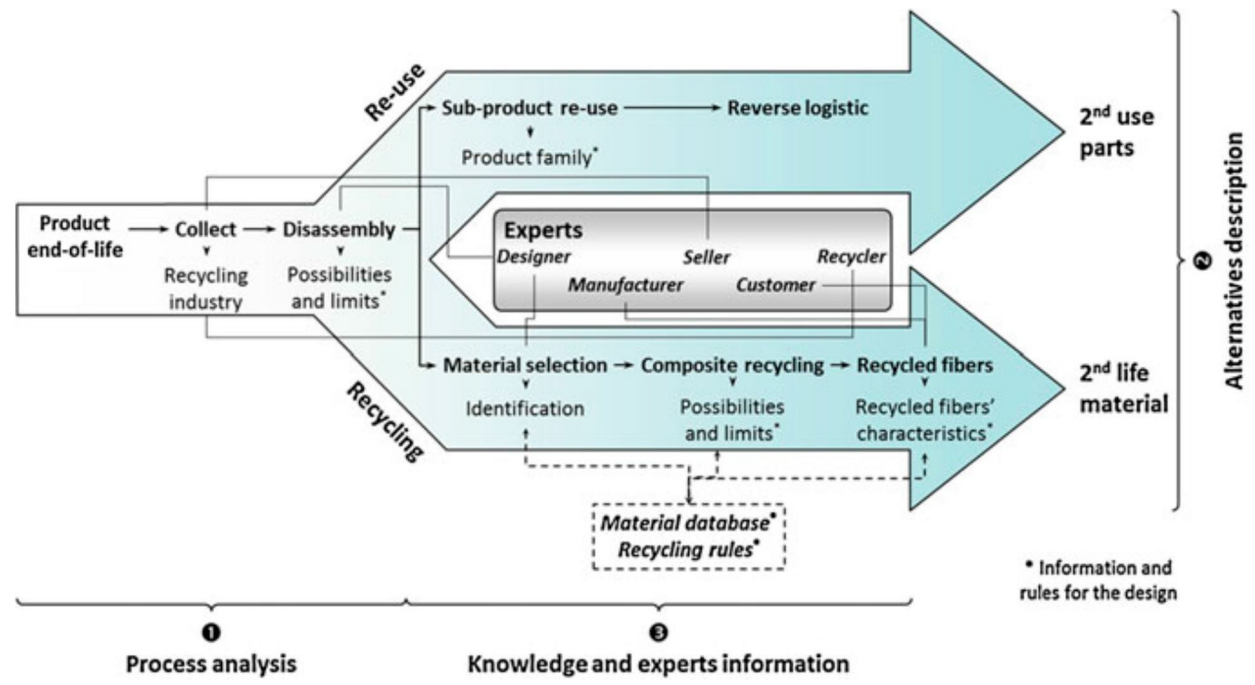 Re-use
Sub-product re-use
Reverse logistic
Product family*
2nd use
parts
Product
end-of-life
Collect
Disassembly
Recycling
industry
Possibilities
and limits*
Experts
Designer
Seller
Recycler
Manufacturer
Customer
Recycling
Material selection
Composite recycling
Recycled fibers
Identification
Possibilities
and limits*
Recycled fibers'
characteristics*
2nd life
material
Material database*
Recycling rules*
❷
Alternatives description
* Information and
rules for the design
❶
Process analysis
❸
Knowledge and experts information